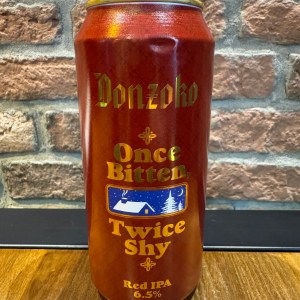 Donzoko
Once
Bitten,
Twice
Shy
Red IPA
6.5%